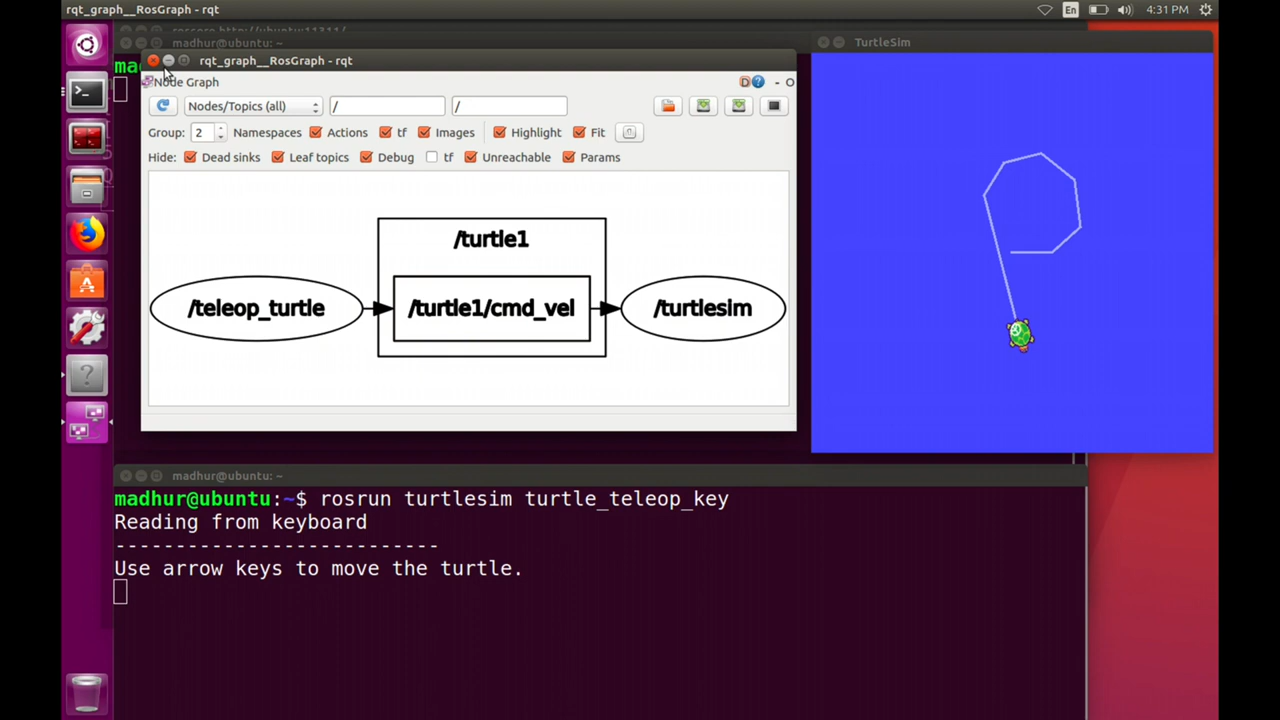 rqt_graph__RosGraph - rqt
En
4:31 PM
madhur@ubuntu: ~
ma
rqt_graph__RosGraph - rqt
TurtleSim
Node Graph
D
- O
Nodes/Topics (all)
/
/
Group: 2 Namespaces Actions tf Images Highlight Fit
Hide: Dead sinks Leaf topics Debug tf Unreachable Params
/turtle1
/teleop_turtle
/turtle1/cmd_vel
/turtlesim
madhur@ubuntu: ~
madhur@ubuntu:~$ rosrun turtlesim turtle_teleop_key
Reading from keyboard
---------------------------
Use arrow keys to move the turtle.